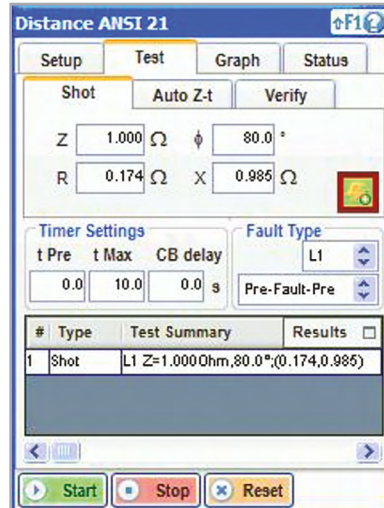 Distance ANSI 21 ⇧F1?
Setup Test Graph Status
Shot Auto Z-t Verify
Z 1.000 Ω ϕ 80.0 °
R 0.174 Ω X 0.985 Ω
Timer Settings Fault Type
t Pre t Max CB delay L1
0.0 10.0 0.0 s Pre-Fault-Pre
# Type Test Summary Results
1 Shot L1 Z=1.000Ohm,80.0°;(0.174,0.985)
Start Stop Reset